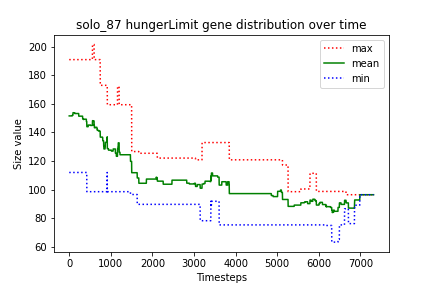 solo_87 hungerLimit gene distribution over time
200
180
160
140
120
100
80
60
Size value
max
mean
min
0 1000 2000 3000 4000 5000 6000 7000
Timesteps